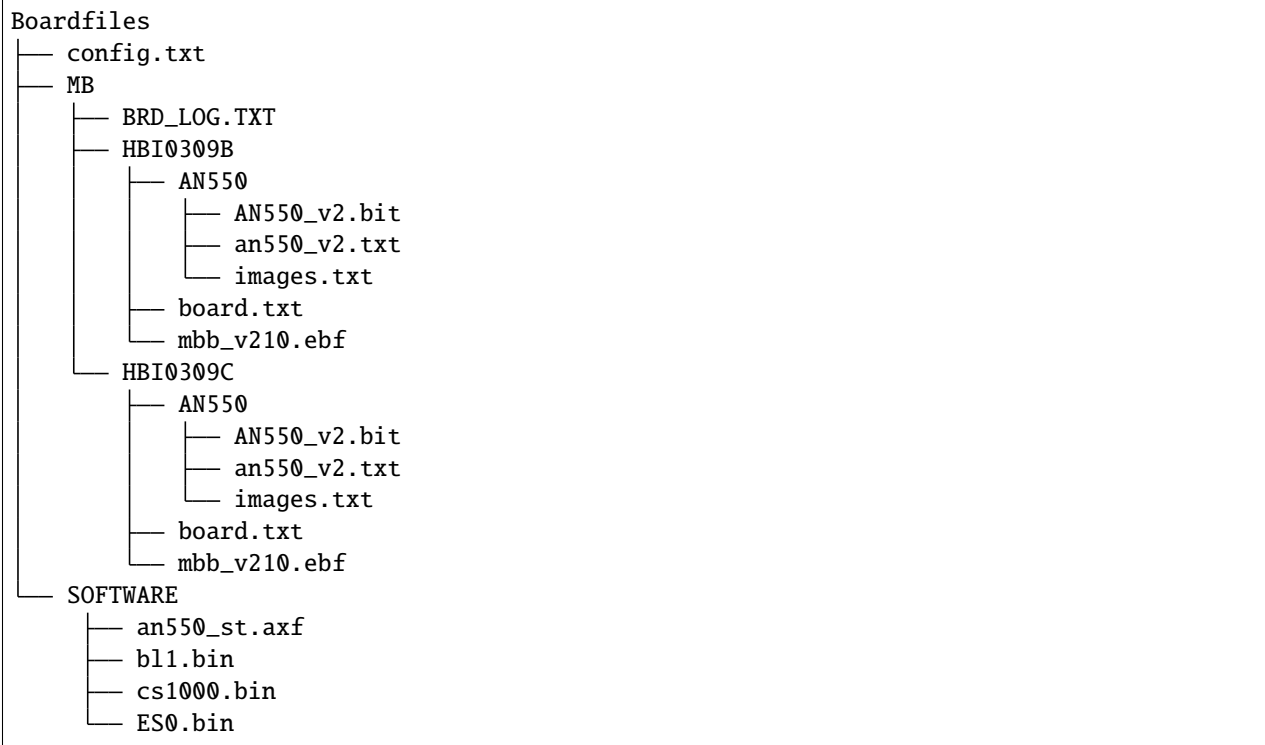 Boardfiles
├── config.txt
├── MB
│   ├── BRD_LOG.TXT
│   ├── HBI0309B
│   │   ├── AN550
│   │   │   ├── AN550_v2.bit
│   │   │   ├── an550_v2.txt
│   │   │   └── images.txt
│   │   ├── board.txt
│   │   └── mbb_v210.ebf
│   └── HBI0309C
│       ├── AN550
│       │   ├── AN550_v2.bit
│       │   ├── an550_v2.txt
│       │   └── images.txt
│       ├── board.txt
│       └── mbb_v210.ebf
└── SOFTWARE
    ├── an550_st.axf
    ├── bl1.bin
    ├── cs1000.bin
    └── ES0.bin